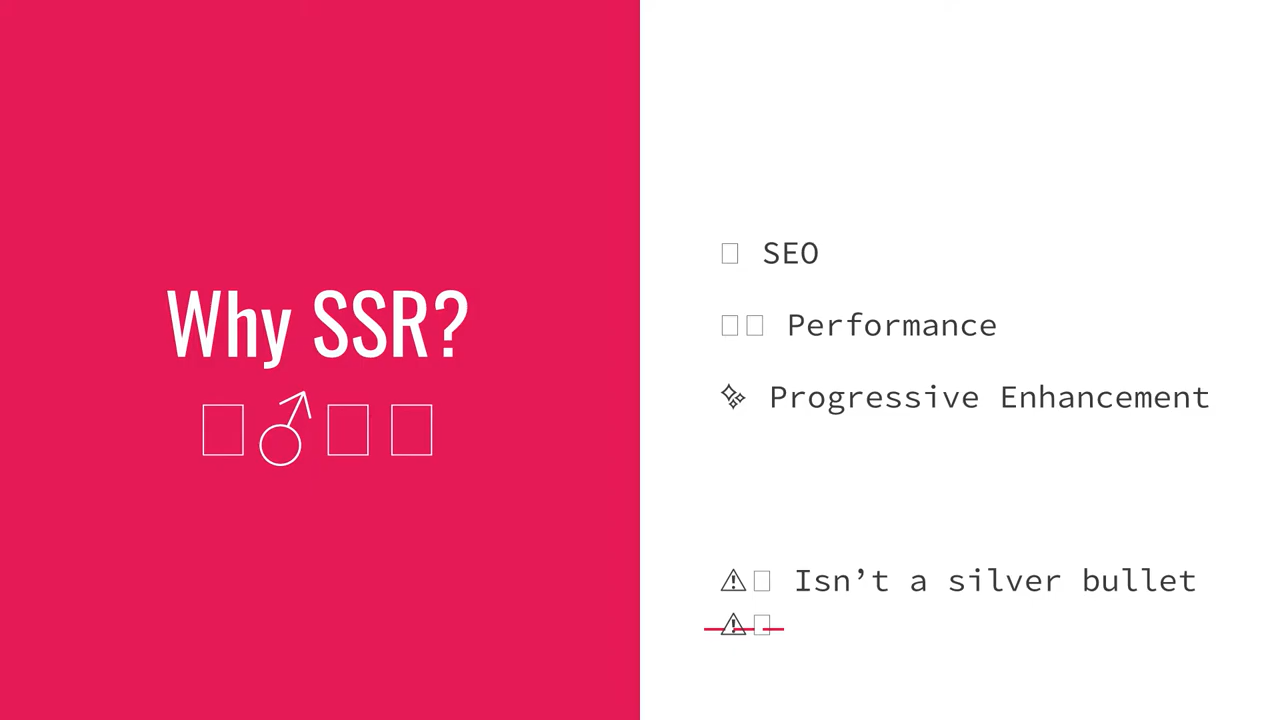 Why SSR?
SEO
Performance
✨ Progressive Enhancement
⚠ Isn’t a silver bullet
⚠